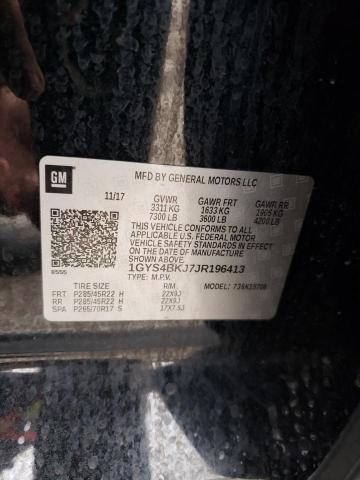 GM
MFD BY GENERAL MOTORS LLC
11/17 GVWR GAWR FRT GAWR RR
3311 KG 1633 KG 1905 KG
7300 LB 3600 LB 4200 LB
THIS VEHICLE CONFORMS TO ALL
APPLICABLE U.S. FEDERAL MOTOR
VEHICLE SAFETY STANDARDS IN
EFFECT ON THE DATE OF MANUFACTURE
SHOWN ABOVE.
1GYS4BKJ7JR196413
TYPE: M.P.V.
TIRE SIZE RIM
FRT P285/45R22 H 22X9J
RR P285/45R22 H 22X9J
SPA P265/70R17 S 17X7.5J